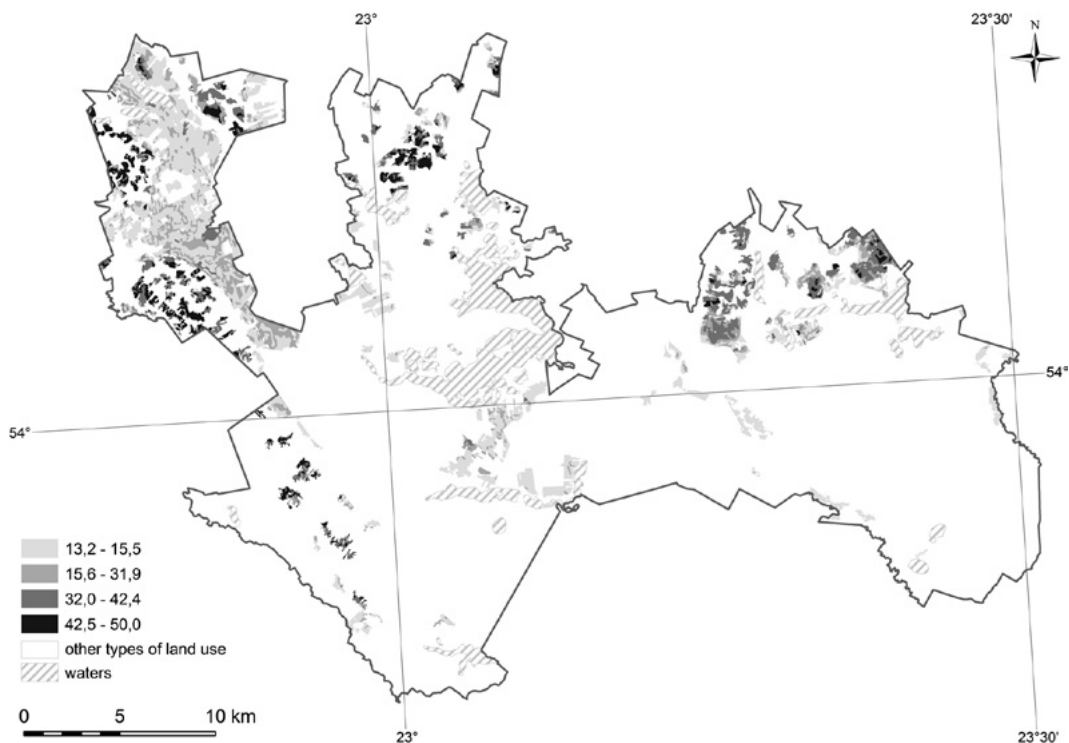 23°
23°30'
N
54°
54°
13,2 - 15,5
15,6 - 31,9
32,0 - 42,4
42,5 - 50,0
other types of land use
waters
0 5 10 km
23°
23°30'